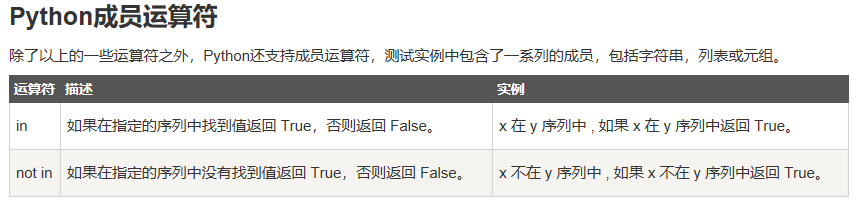 Python成员运算符
除了以上的一些运算符之外，Python还支持成员运算符，测试实例中包含了一系列的成员，包括字符串，列表或元组。
运算符 描述 实例
in 如果在指定的序列中找到值返回 True，否则返回 False。 x 在 y 序列中 , 如果 x 在 y 序列中返回 True。
not in 如果在指定的序列中没有找到值返回 True，否则返回 False。 x 不在 y 序列中 , 如果 x 不在 y 序列中返回 True。